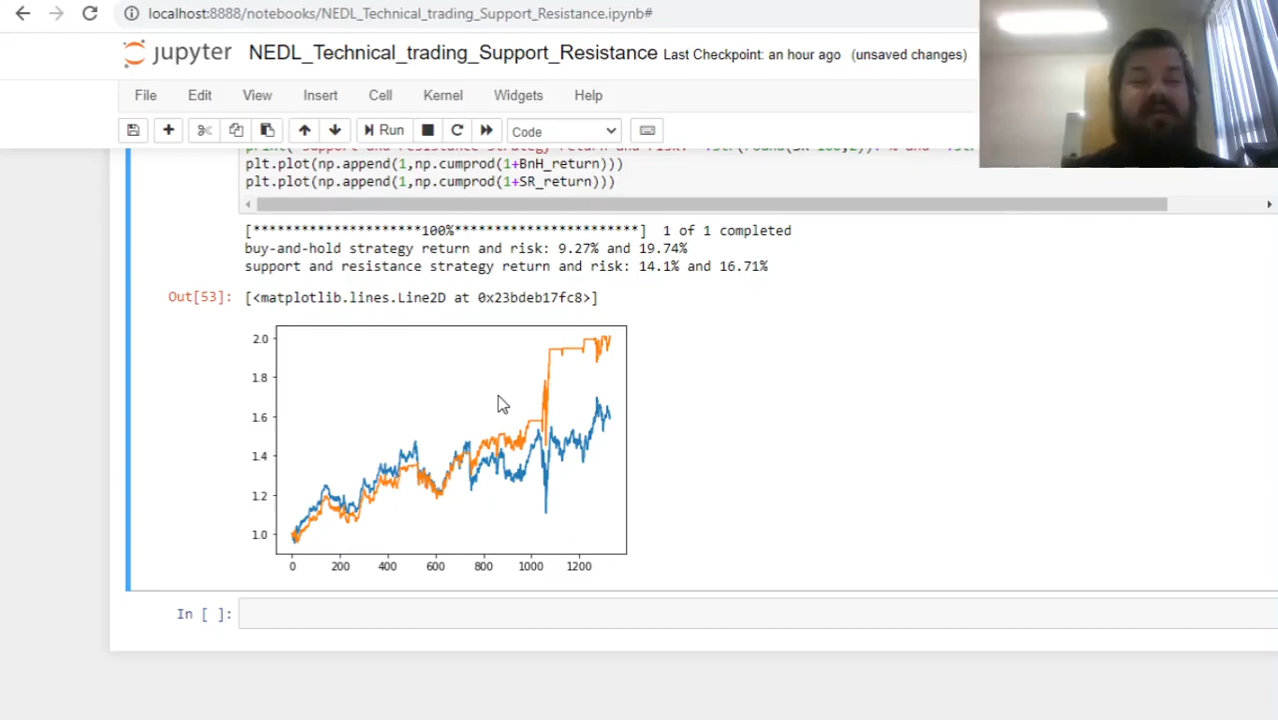 localhost:8888/notebooks/NEDL_Technical_trading_Support_Resistance.ipynb#
jupyter NEDL_Technical_trading_Support_Resistance Last Checkpoint: an hour ago (unsaved changes)
File Edit View Insert Cell Kernel Widgets Help
Run Code
plt.plot(np.append(1,np.cumprod(1+BnH_return)))
plt.plot(np.append(1,np.cumprod(1+SR_return)))
[**********************100%***********************] 1 of 1 completed
buy-and-hold strategy return and risk: 9.27% and 19.74%
support and resistance strategy return and risk: 14.1% and 16.71%
Out[53]: [<matplotlib.lines.Line2D at 0x23bdeb17fc8>]
2.0
1.8
1.6
1.4
1.2
1.0
0 200 400 600 800 1000 1200
In [ ]: